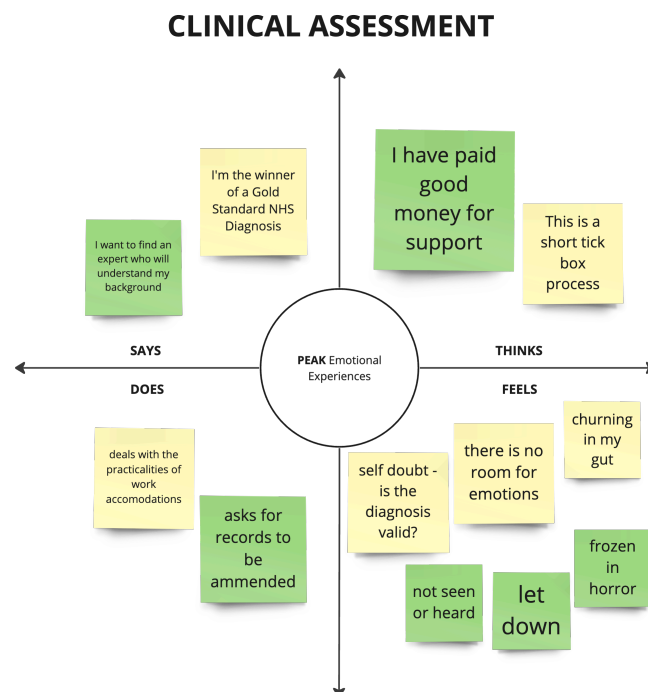 CLINICAL ASSESSMENT
I'm the winner
of a Gold
Standard NHS
Diagnosis
I want to find an
expert who will
understand my
background
I have paid
good
money for
support
This is a
short tick
box
process
SAYS
THINKS
PEAK Emotional
Experiences
DOES
FEELS
deals with the
practicalities of
work
accomodations
asks for
records to
be
ammended
self doubt -
is the
diagnosis
valid?
there is no
room for
emotions
churning
in my
gut
not seen
or heard
let
down
frozen
in
horror